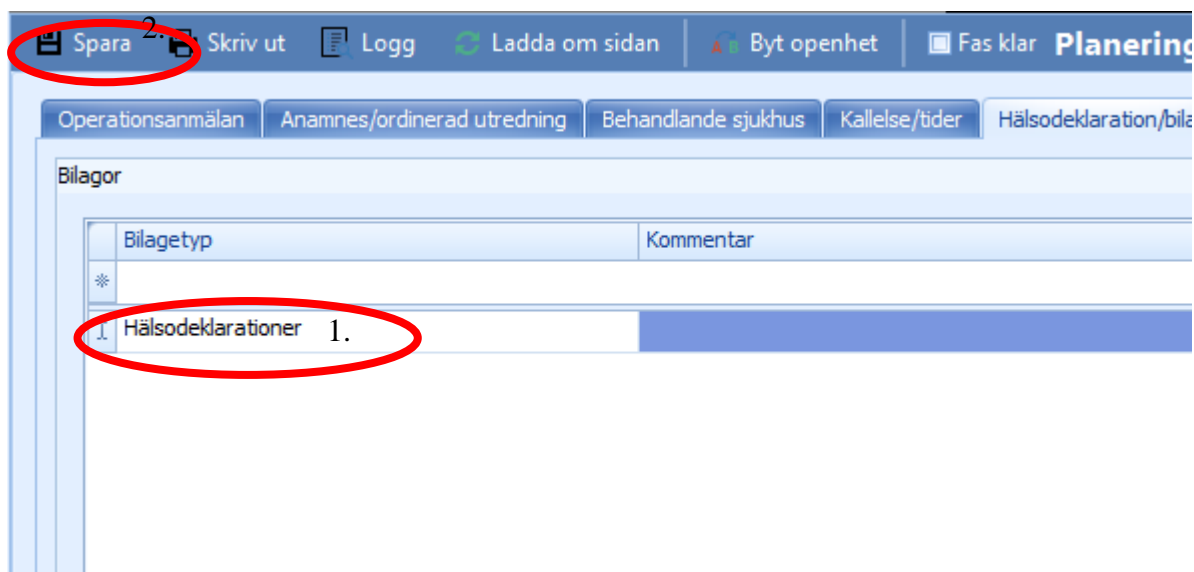 Spara 2. Skriv ut Logg Ladda om sidan A B Byt openhet Fas klar Planering
Operationsanmälan Anamnes/ordinerad utredning Behandlande sjukhus Kallelse/tider Hälsodeklaration/bila
Bilagor
Bilagetyp Kommentar
Hälsodeklarationer 1.